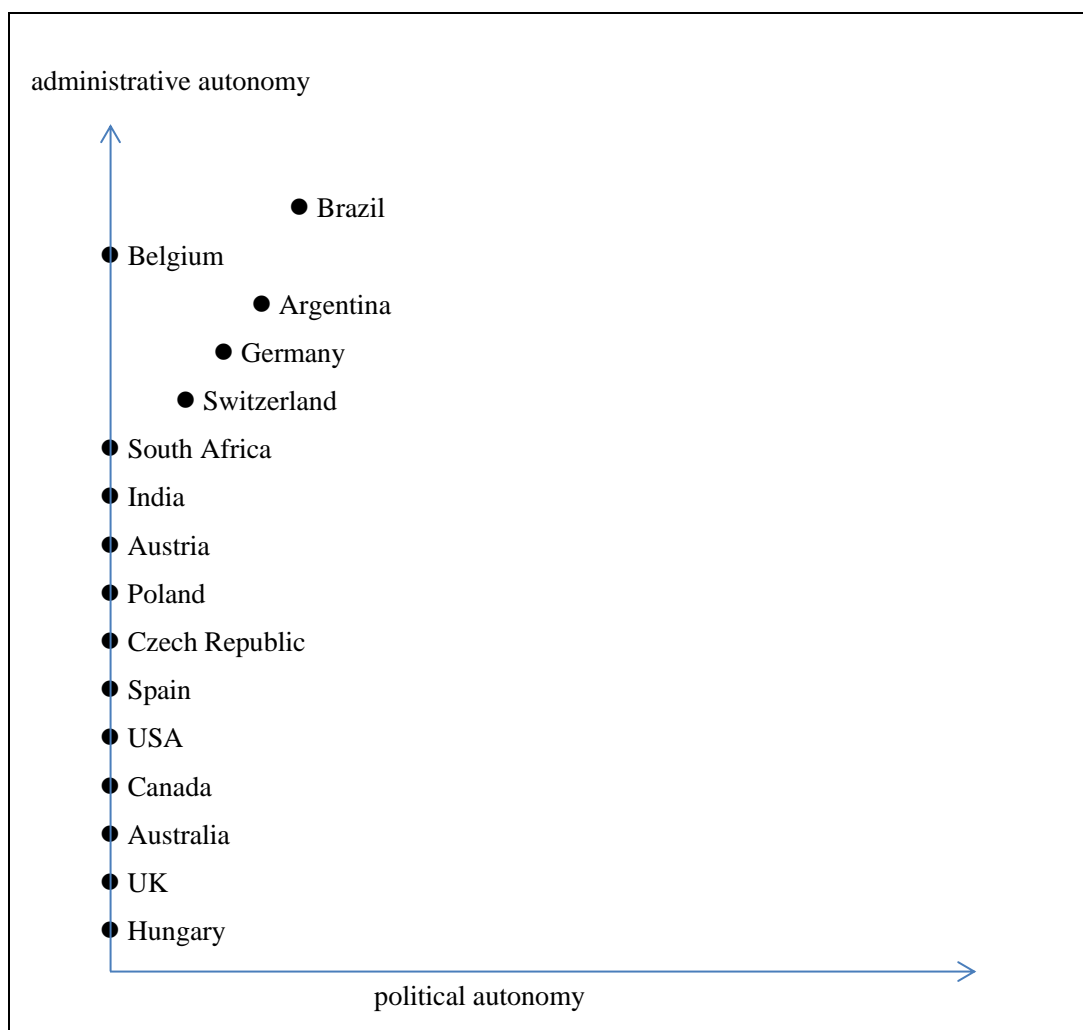 administrative autonomy
Brazil
Belgium
Argentina
Germany
Switzerland
South Africa
India
Austria
Poland
Czech Republic
Spain
USA
Canada
Australia
UK
Hungary
political autonomy